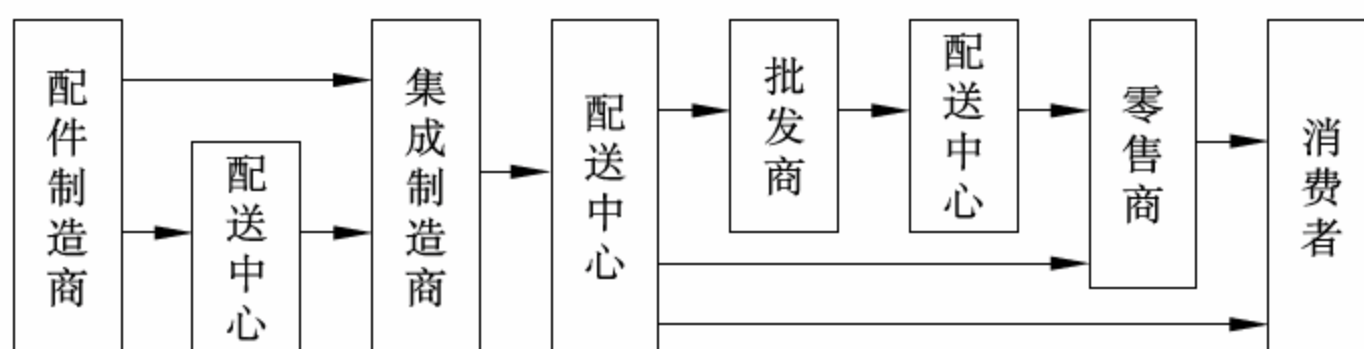 配件制造商
配送中心
集成制造商
配送中心
批发商
配送中心
零售商
消费者